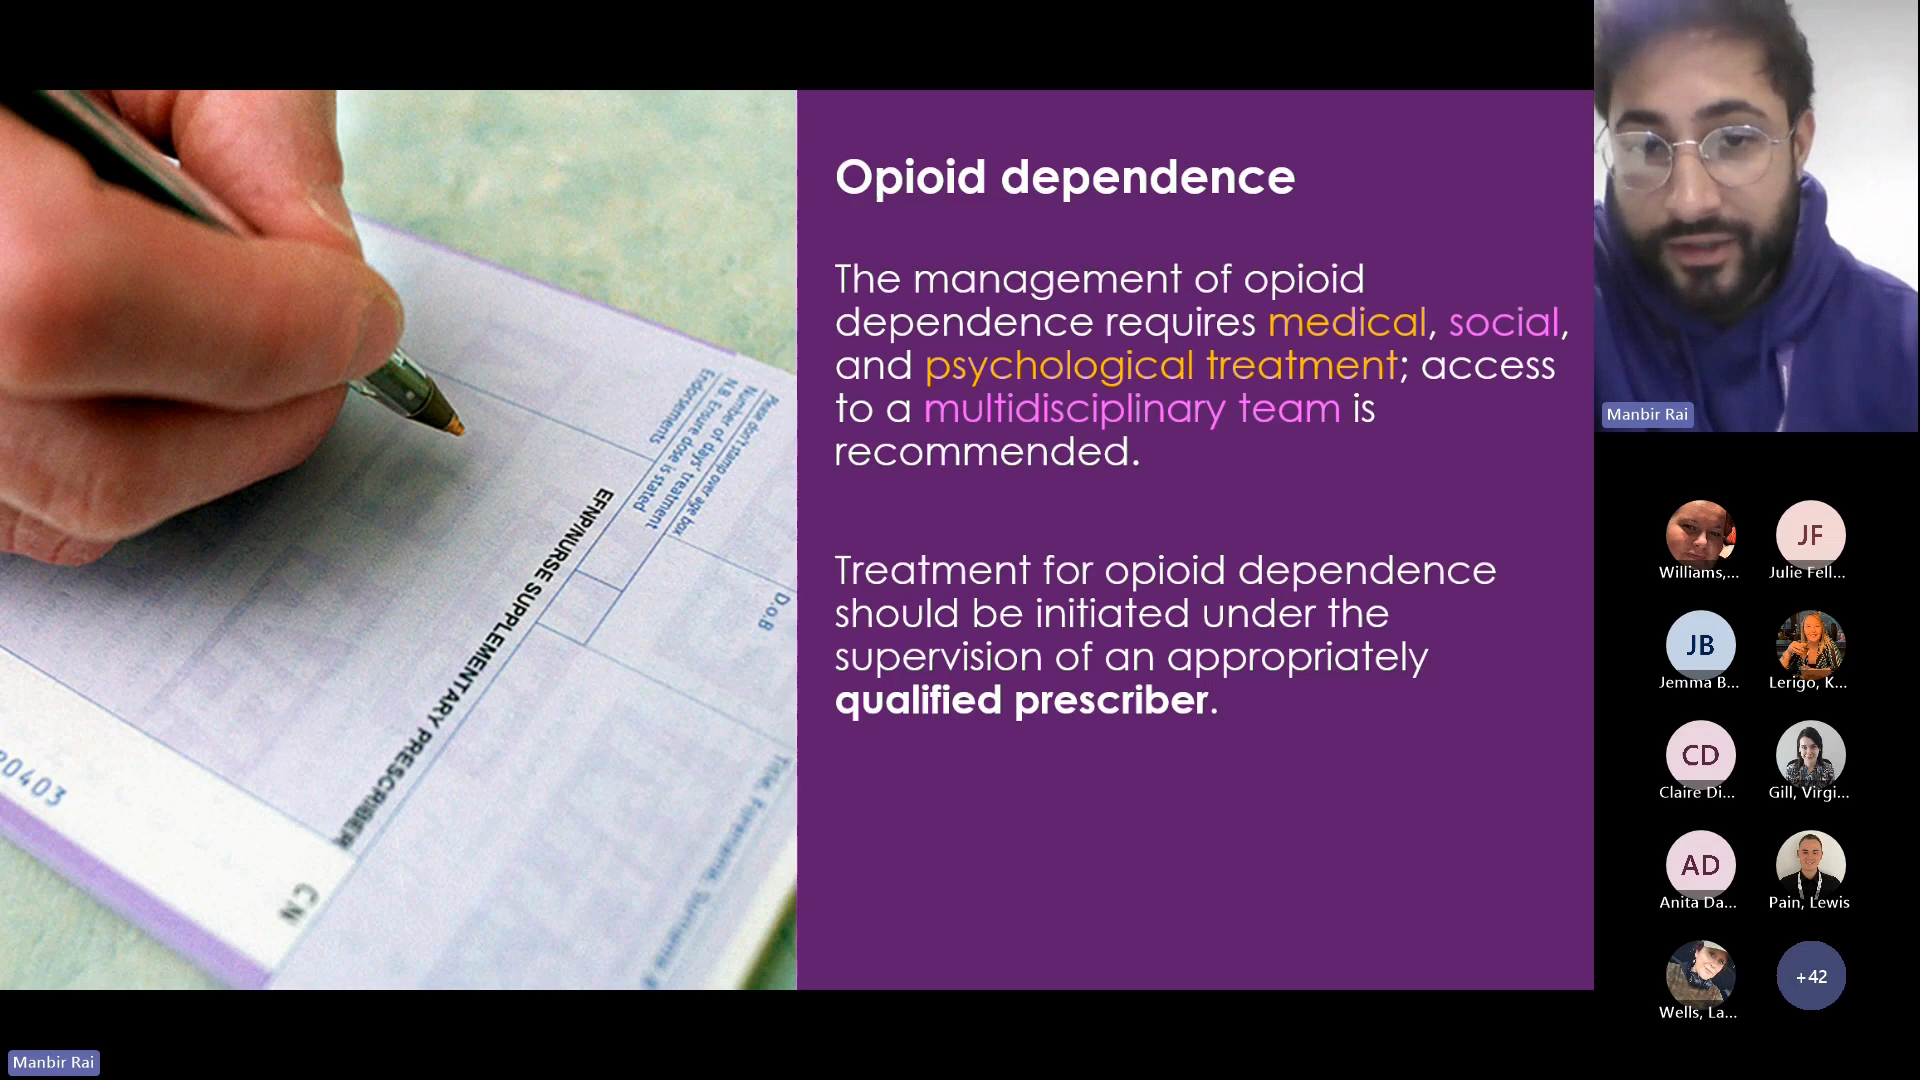 Opioid dependence
The management of opioid
dependence requires medical, social,
and psychological treatment; access
to a multidisciplinary team is
recommended.
Treatment for opioid dependence
should be initiated under the
supervision of an appropriately
qualified prescriber.
Please don't stamp over age box
Number of days' treatment
N.B. Ensure dose is stated
Endorsements
EFNP/NURSE SUPPLEMENTARY PRESCRIBER
D.o.B
0403
CN
Manbir Rai
Williams,...
JF
Julie Fell...
JB
Jemma B...
Lerigo, K...
CD
Claire Di...
Gill, Virgi...
AD
Anita Da...
Pain, Lewis
Wells, La...
+42
Manbir Rai